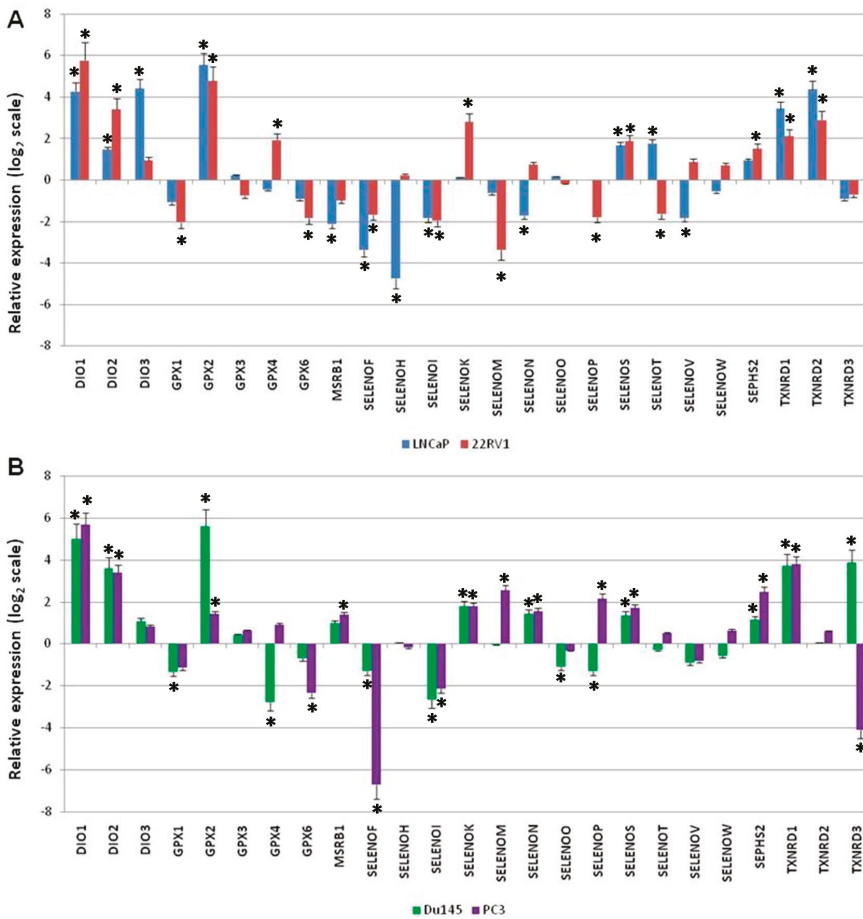 A
Relative expression (log2 scale)
8
6
4
2
0
-2
-4
-6
-8
* * * * * * * * * * * * * * * * * * * * * * * * * * * * * *
DIO1 DIO2 DIO3 GPX1 GPX2 GPX3 GPX4 GPX6 MSRB1 SELENOF SELENOH SELENOI SELENOK SELENOM SELENON SELENOO SELENOP SELENOS SELENOT SELENOV SELENOW SEPHS2 TXNRD1 TXNRD2 TXNRD3
LNCaP 22RV1
B
Relative expression (log2 scale)
8
6
4
2
0
-2
-4
-6
-8
* * * * * * * * * * * * * * * * * * * * * * * * * * * * * *
DIO1 DIO2 DIO3 GPX1 GPX2 GPX3 GPX4 GPX6 MSRB1 SELENOF SELENOH SELENOI SELENOK SELENOM SELENON SELENOO SELENOP SELENOS SELENOT SELENOV SELENOW SEPHS2 TXNRD1 TXNRD2 TXNRD3
Du145 PC3